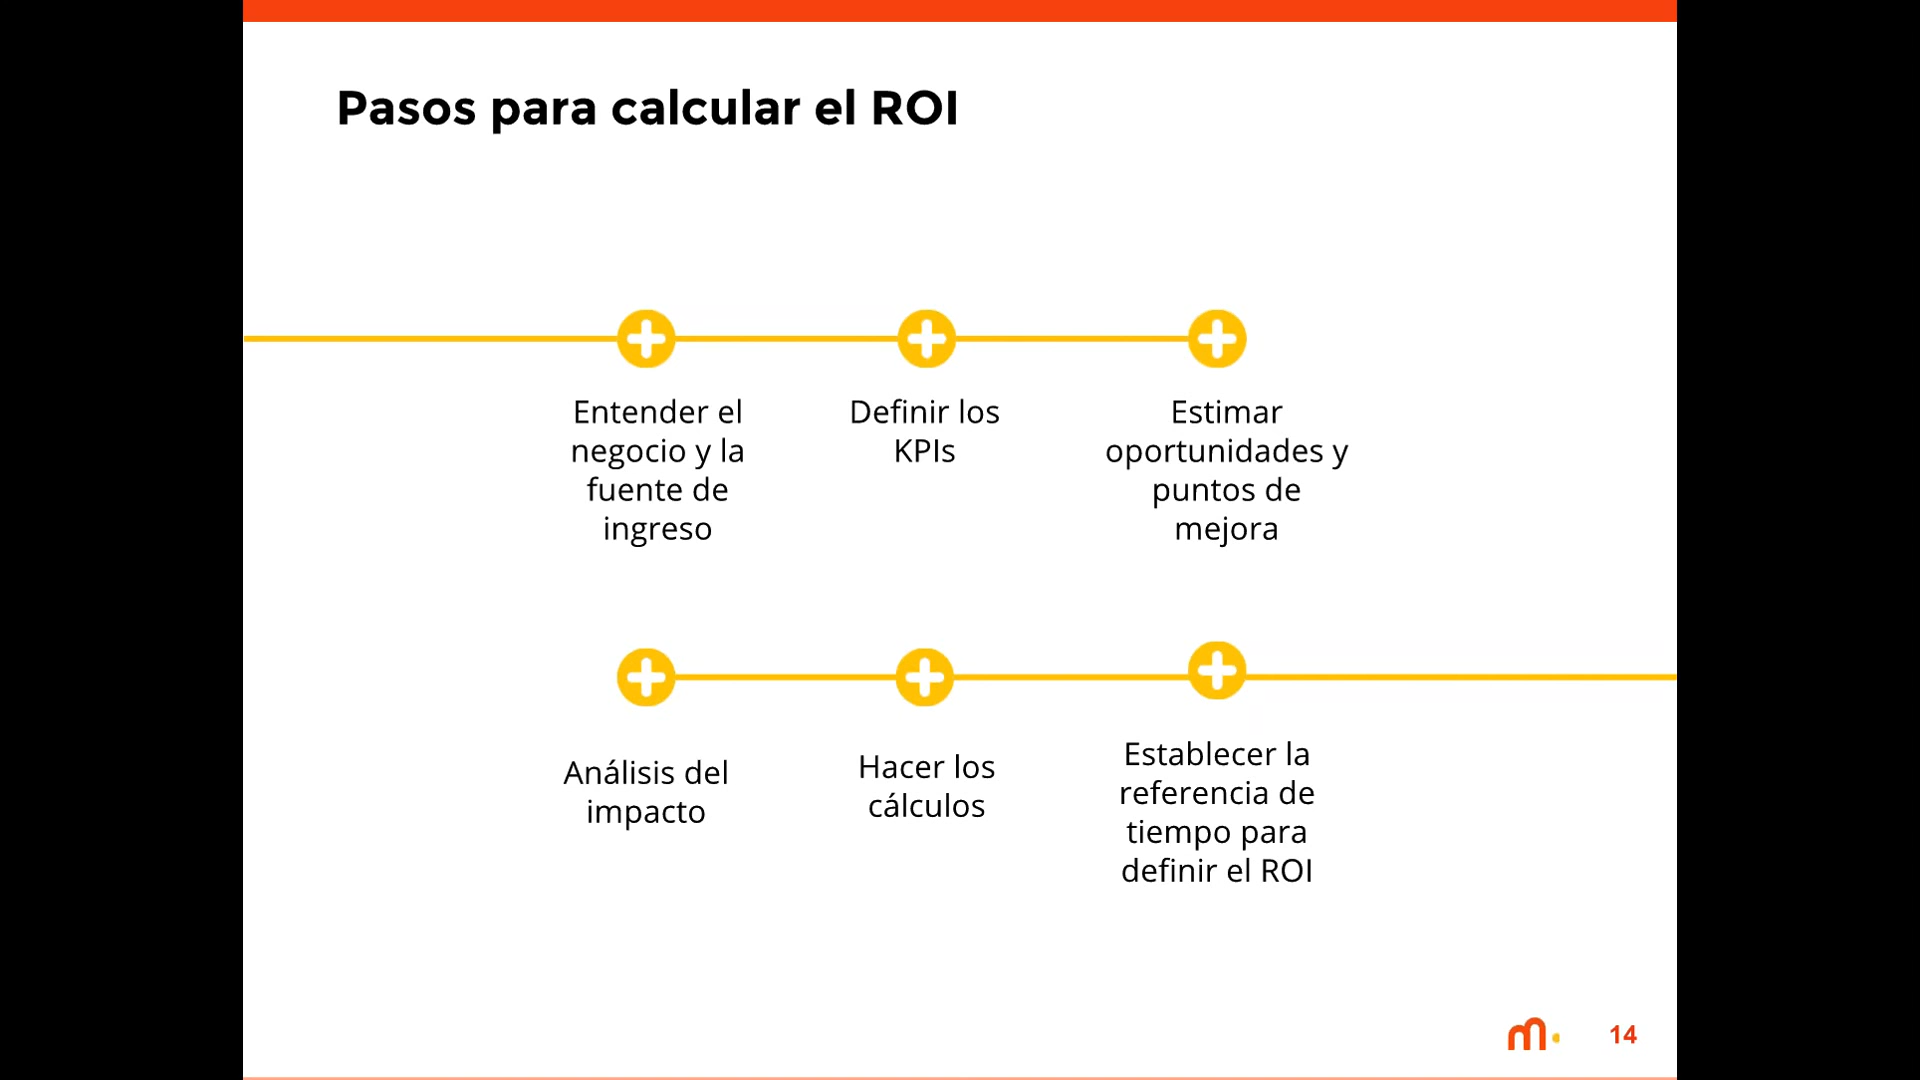 Pasos para calcular el ROI
Entender el
negocio y la
fuente de
ingreso
Definir los
KPIs
Estimar
oportunidades y
puntos de
mejora
Análisis del
impacto
Hacer los
cálculos
Establecer la
referencia de
tiempo para
definir el ROI
m.
14